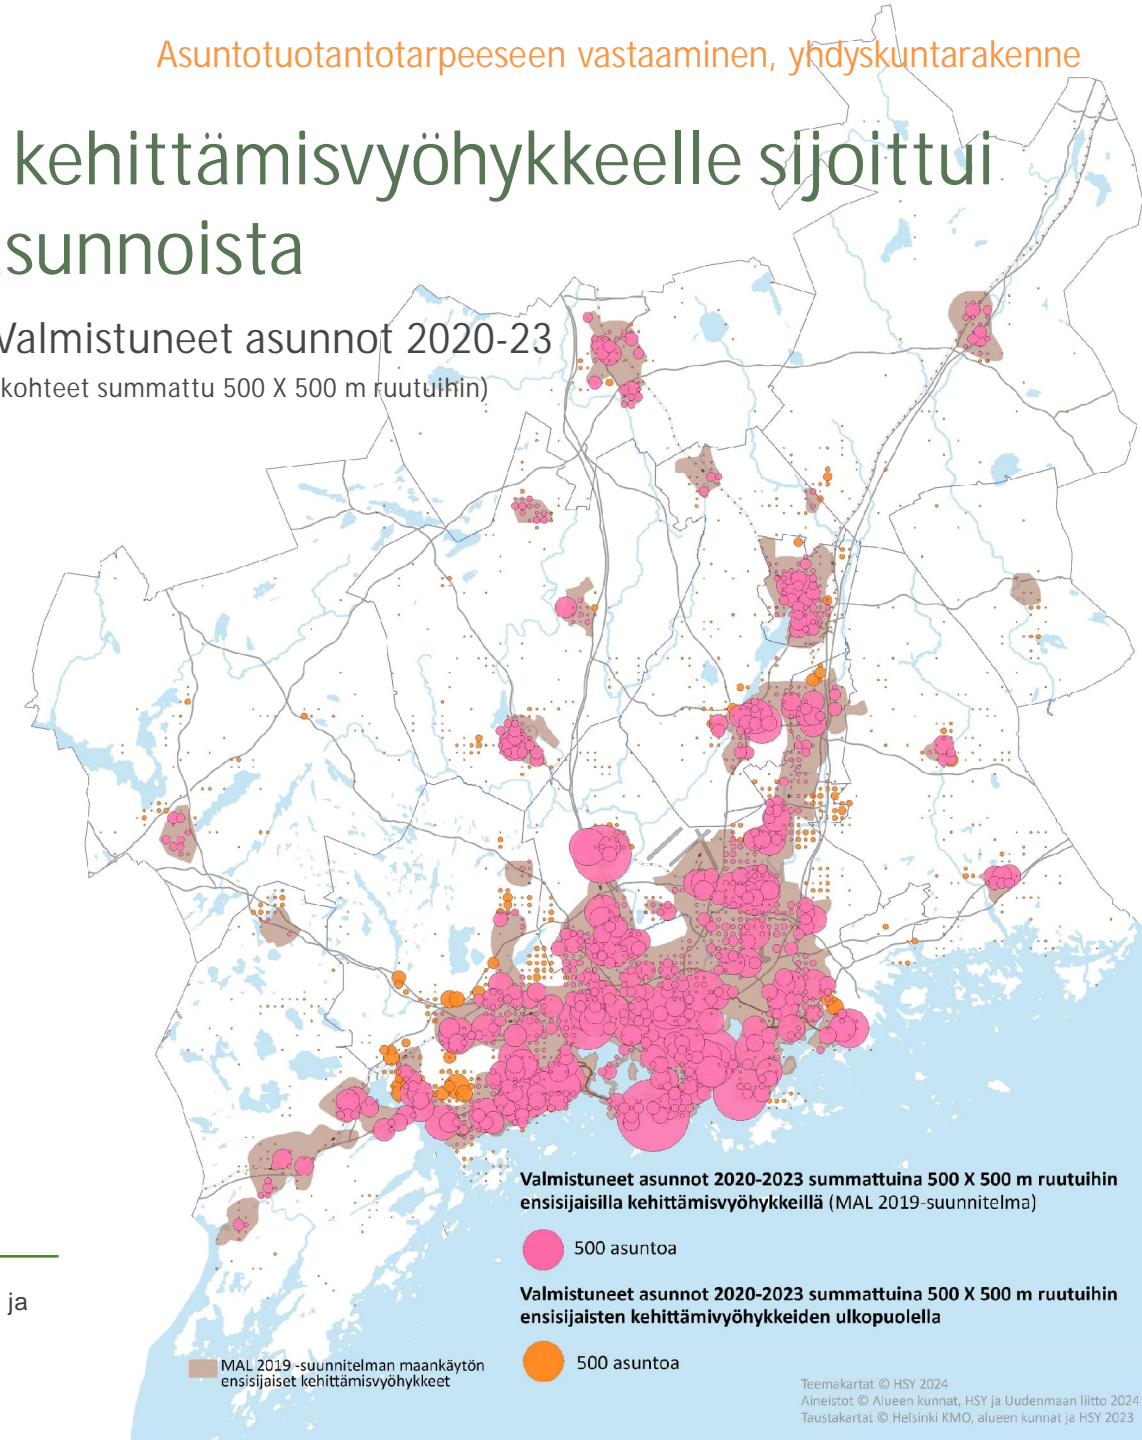 Asuntotuotantotarpeeseen vastaaminen, yhdyskuntarakenne
kehittämisvyöhykkeelle sijoittui
sunnoista
Valmistuneet asunnot 2020-23
kohteet summattu 500 X 500 m ruutuihin)
Valmistuneet asunnot 2020-2023 summattuina 500 X 500 m ruutuihin
ensisijaisilla kehittämisvyöhykkeillä (MAL 2019-suunnitelma)
500 asuntoa
Valmistuneet asunnot 2020-2023 summattuina 500 X 500 m ruutuihin
ensisijaisten kehittämivyöhykkeiden ulkopuolella
500 asuntoa
ja
MAL 2019 -suunnitelman maankäytön
ensisijaiset kehittämisvyöhykkeet
Teemakartat © HSY 2024
Aineistot © Alueen kunnat, HSY ja Uudenmaan liitto 2024
Taustakartat © Helsinki KMO, alueen kunnat ja HSY 2023